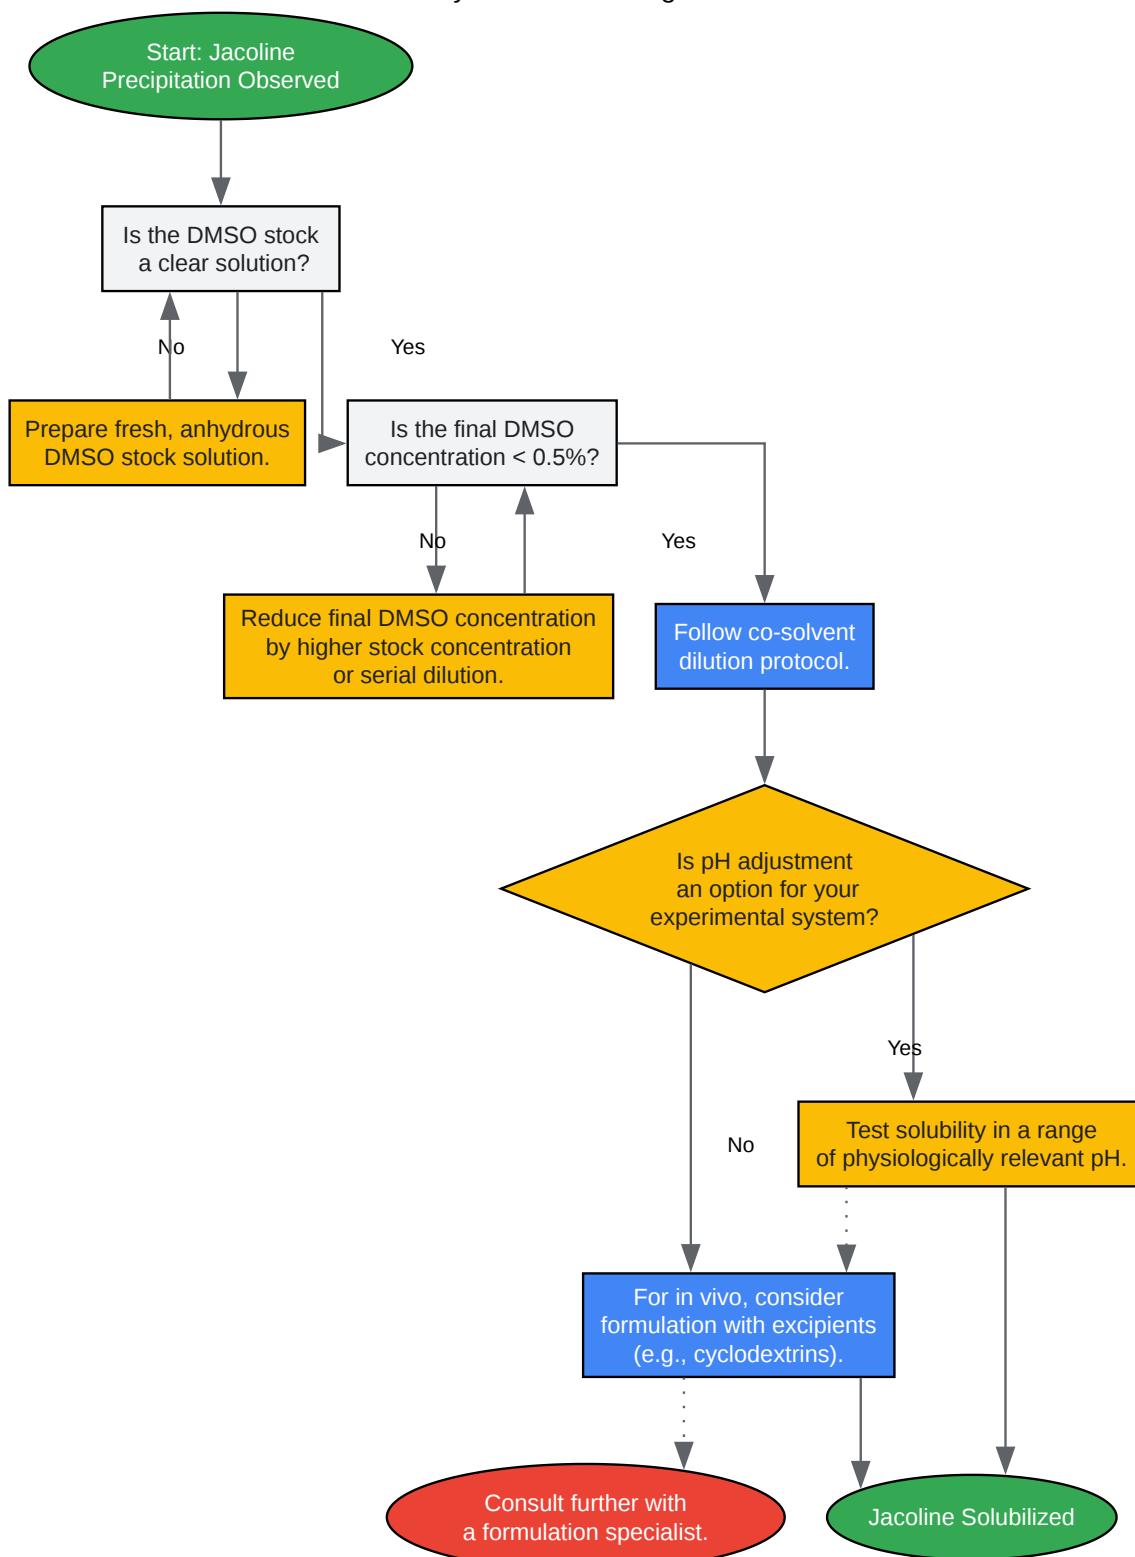 Start: Jacoline
Precipitation Observed
Is the DMSO stock
a clear solution?
No
Yes
Prepare fresh, anhydrous
DMSO stock solution.
Is the final DMSO
concentration < 0.5%?
No
Yes
Reduce final DMSO concentration
by higher stock concentration
or serial dilution.
Follow co-solvent
dilution protocol.
Is pH adjustment
an option for your
experimental system?
Yes
No
Test solubility in a range
of physiologically relevant pH.
For in vivo, consider
formulation with excipients
(e.g., cyclodextrins).
Consult further with
a formulation specialist.
Jacoline Solubilized